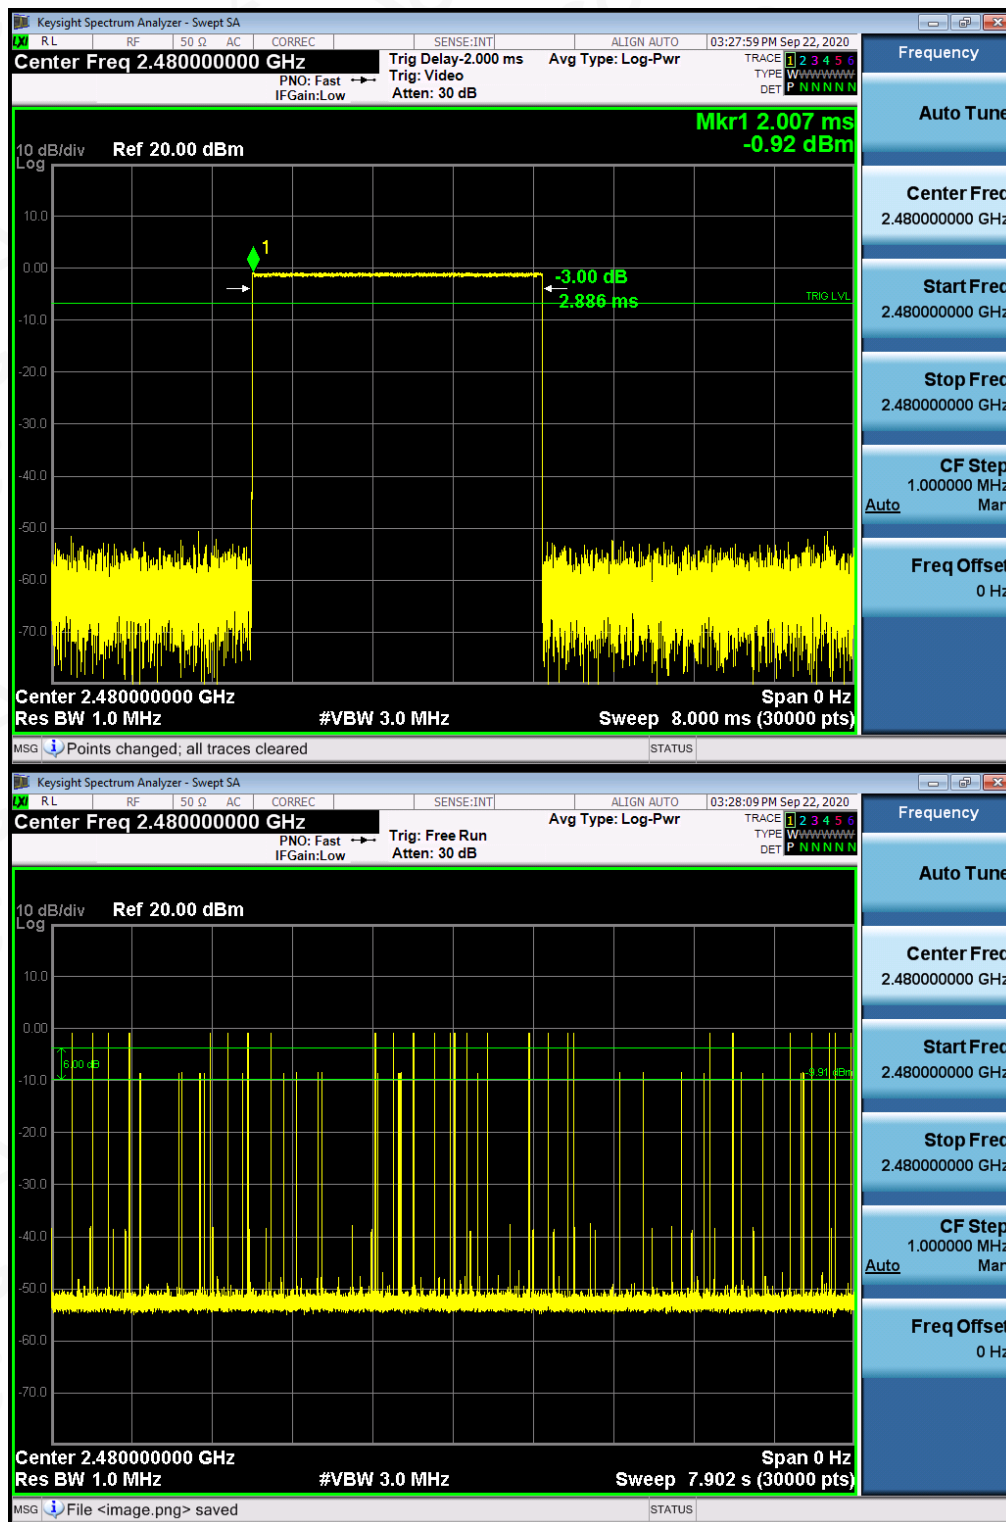 Keysight Spectrum Analyzer - Swept SA
LXI RL RF 50 Ω AC CORREC SENSE:INT ALIGN AUTO 03:27:59 PM Sep 22, 2020
Center Freq 2.480000000 GHz
PNO: Fast
IFGain:Low
Trig Delay-2.000 ms
Trig: Video
Atten: 30 dB
Avg Type: Log-Pwr
TRACE 1 2 3 4 5 6
TYPE WWWWWWW
DET P N N N N N
Mkr1 2.007 ms
-0.92 dBm
10 dB/div Ref 20.00 dBm
Log
10.0
0.00
-10.0
-20.0
-30.0
-40.0
-50.0
-60.0
-70.0
1
-3.00 dB
2.886 ms
TRIG LVL
Center 2.480000000 GHz Span 0 Hz
Res BW 1.0 MHz #VBW 3.0 MHz Sweep 8.000 ms (30000 pts)
MSG Points changed; all traces cleared STATUS
Frequency
Auto Tune
Center Freq
2.480000000 GHz
Start Freq
2.480000000 GHz
Stop Freq
2.480000000 GHz
CF Step
1.000000 MHz
Auto Man
Freq Offset
0 Hz
Keysight Spectrum Analyzer - Swept SA
LXI RL RF 50 Ω AC CORREC SENSE:INT ALIGN AUTO 03:28:09 PM Sep 22, 2020
Center Freq 2.480000000 GHz
PNO: Fast
IFGain:Low
Trig: Free Run
Atten: 30 dB
Avg Type: Log-Pwr
TRACE 1 2 3 4 5 6
TYPE WWWWWWW
DET P N N N N N
10 dB/div Ref 20.00 dBm
Log
10.0
0.00
-10.0
-20.0
-30.0
-40.0
-50.0
-60.0
-70.0
6.00 dB
-9.91 dBm
Center 2.480000000 GHz Span 0 Hz
Res BW 1.0 MHz #VBW 3.0 MHz Sweep 7.902 s (30000 pts)
MSG File <image.png> saved STATUS
Frequency
Auto Tune
Center Freq
2.480000000 GHz
Start Freq
2.480000000 GHz
Stop Freq
2.480000000 GHz
CF Step
1.000000 MHz
Auto Man
Freq Offset
0 Hz